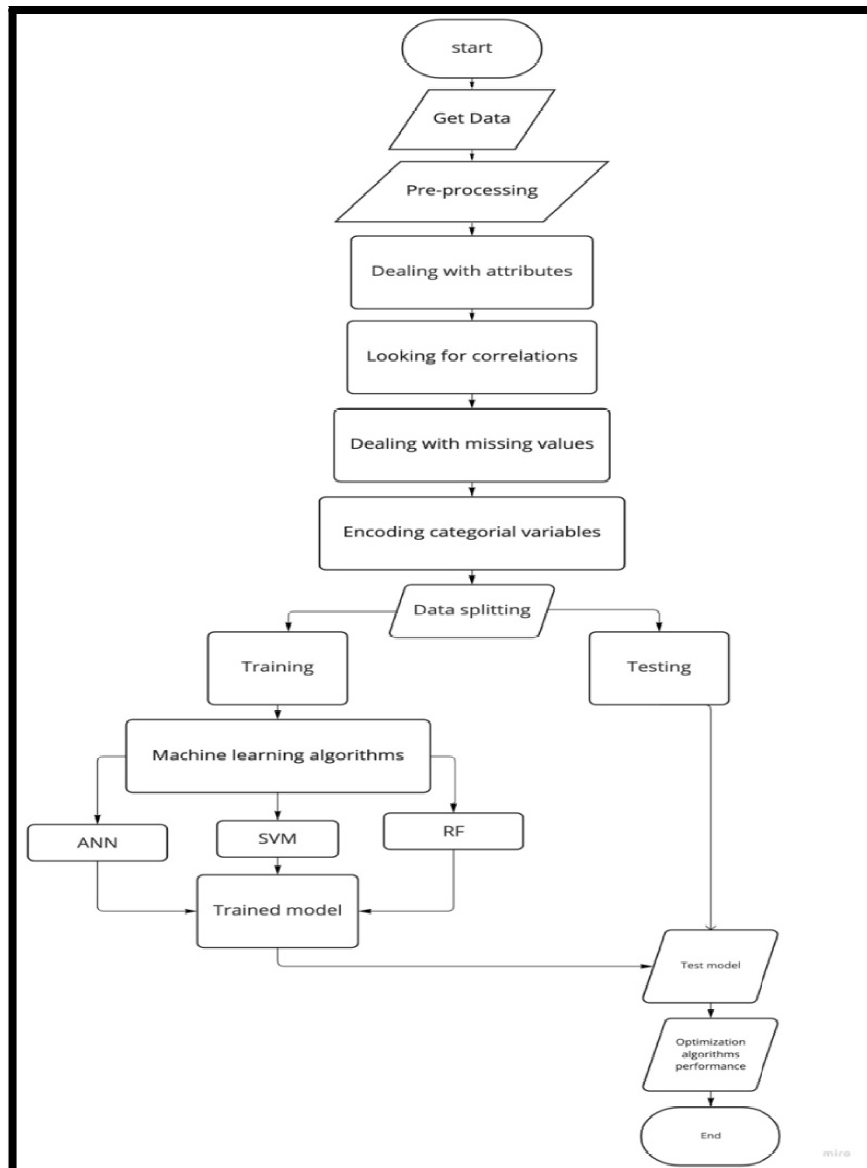 start
Get Data
Pre-processing
Dealing with attributes
Looking for correlations
Dealing with missing values
Encoding categorial variables
Data splitting
Training
Testing
Machine learning algorithms
ANN
SVM
RF
Trained model
Test model
Optimization
algorithms
performance
End
miro